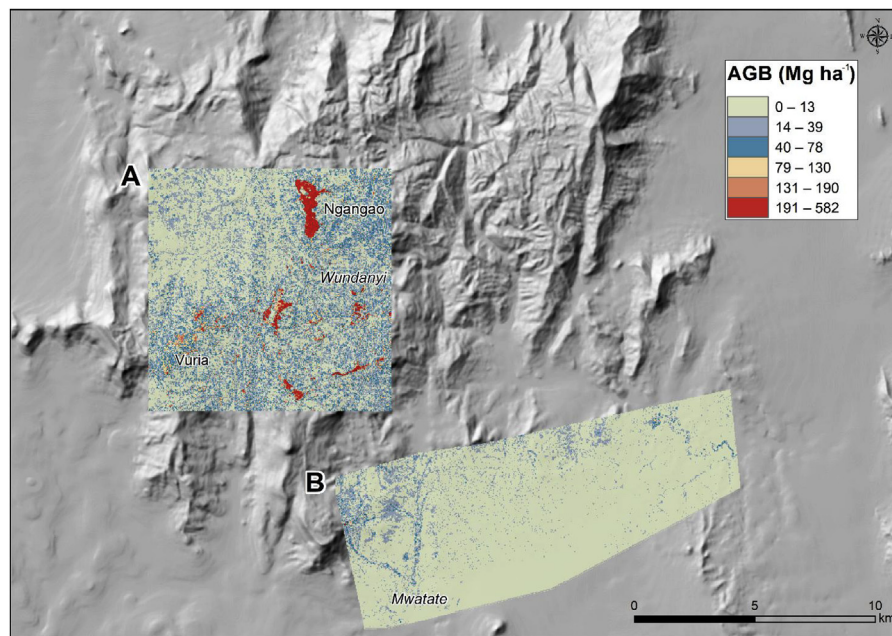 AGB (Mg ha⁻¹)
0 – 13
14 – 39
40 – 78
79 – 130
131 – 190
191 – 582
A
Ngangao
Wundanyi
Vuria
B
Mwatate
0 5 10
km